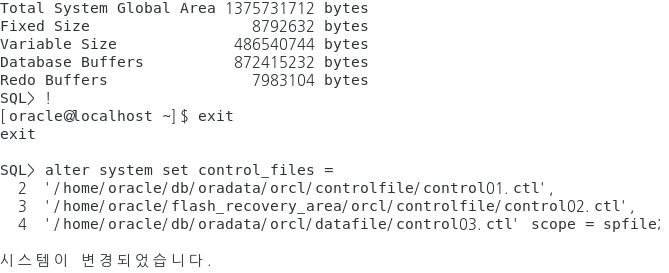 Total System Global Area 1375731712 bytes
Fixed Size 8792632 bytes
Variable Size 486540744 bytes
Database Buffers 872415232 bytes
Redo Buffers 7983104 bytes
SQL> !
[oracle@localhost ~]$ exit
exit
SQL> alter system set control_files =
2 '/home/oracle/db/oradata/orcl/controlfile/control01.ctl',
3 '/home/oracle/flash_recovery_area/orcl/controlfile/control02.ctl',
4 '/home/oracle/db/oradata/orcl/datafile/control03.ctl' scope = spfile;
시스템이 변경되었습니다.